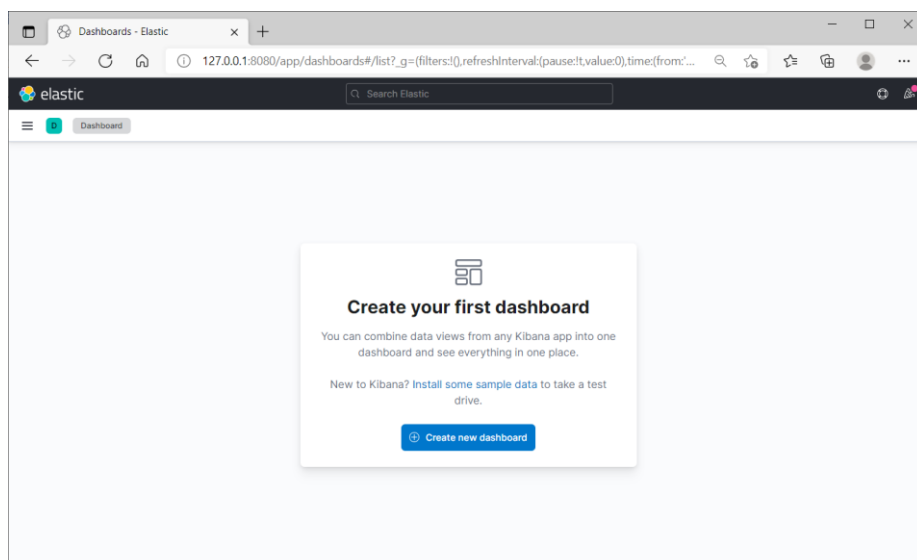 Dashboards - Elastic
127.0.0.1:8080/app/dashboards#/list?_g=(filters:!(),refreshInterval:(pause:!t,value:0),time:(from:'...
elastic
Search Elastic
D
Dashboard
Create your first dashboard
You can combine data views from any Kibana app into one
dashboard and see everything in one place.
New to Kibana? Install some sample data to take a test
drive.
Create new dashboard